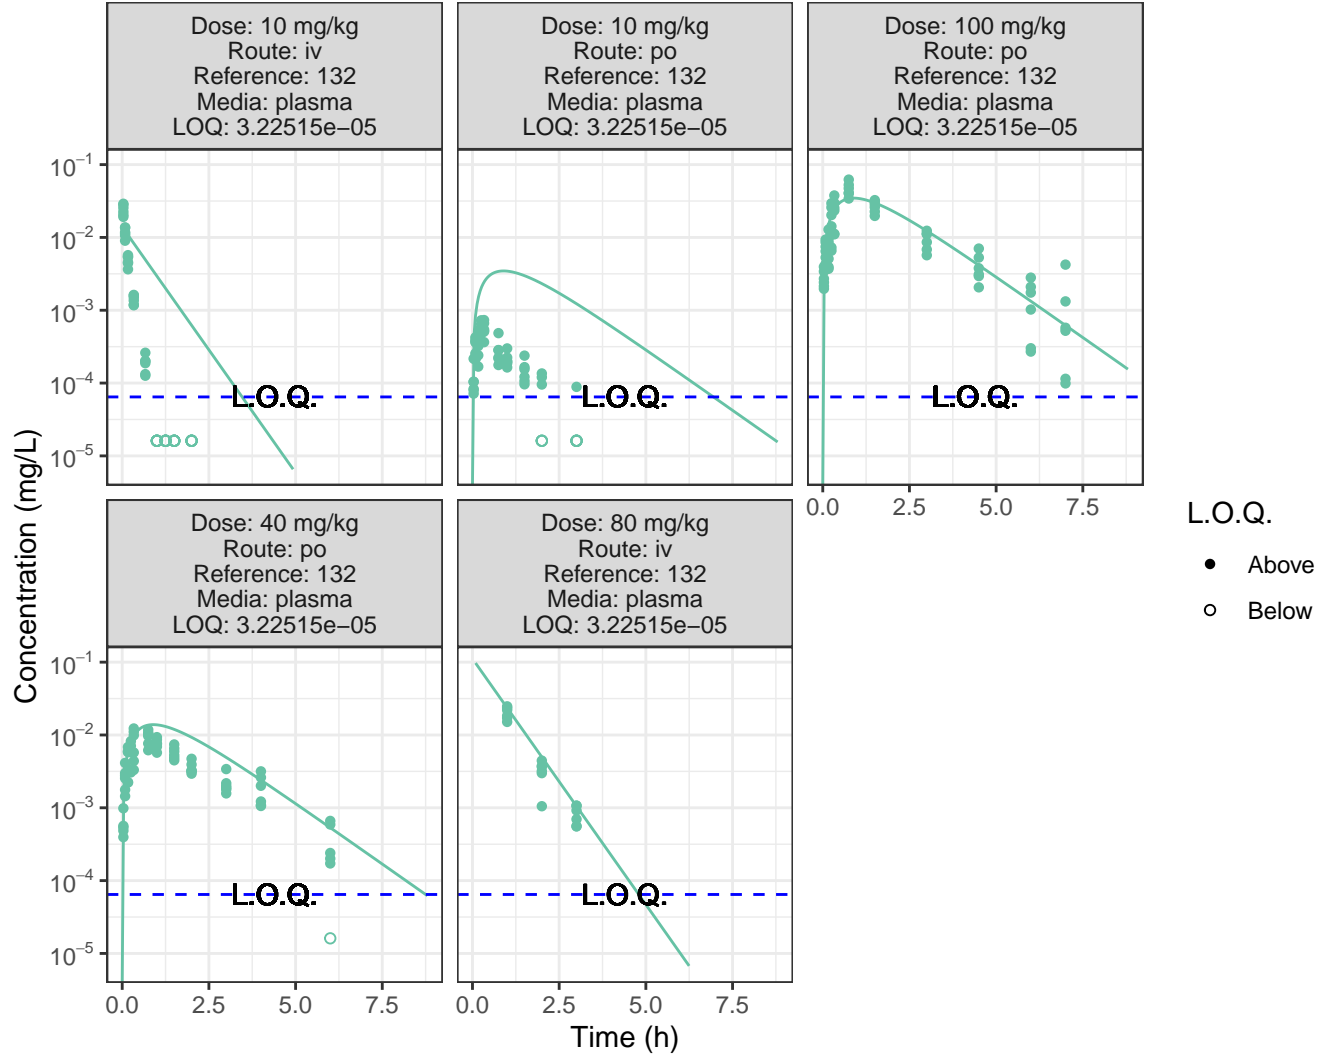 Dose: 10 mg/kg
Route: iv
Reference: 132
Media: plasma
LOQ: 3.22515e−05
Dose: 10 mg/kg
Route: po
Reference: 132
Media: plasma
LOQ: 3.22515e−05
Dose: 100 mg/kg
Route: po
Reference: 132
Media: plasma
LOQ: 3.22515e−05
10⁻¹
10⁻²
10⁻³
10⁻⁴
10⁻⁵
L.O.Q.
L.O.Q.
L.O.Q.
0.0 2.5 5.0 7.5
Dose: 40 mg/kg
Route: po
Reference: 132
Media: plasma
LOQ: 3.22515e−05
Dose: 80 mg/kg
Route: iv
Reference: 132
Media: plasma
LOQ: 3.22515e−05
10⁻¹
10⁻²
10⁻³
10⁻⁴
10⁻⁵
L.O.Q.
L.O.Q.
0.0 2.5 5.0 7.5
0.0 2.5 5.0 7.5
Time (h)
Concentration (mg/L)
L.O.Q.
Above
Below